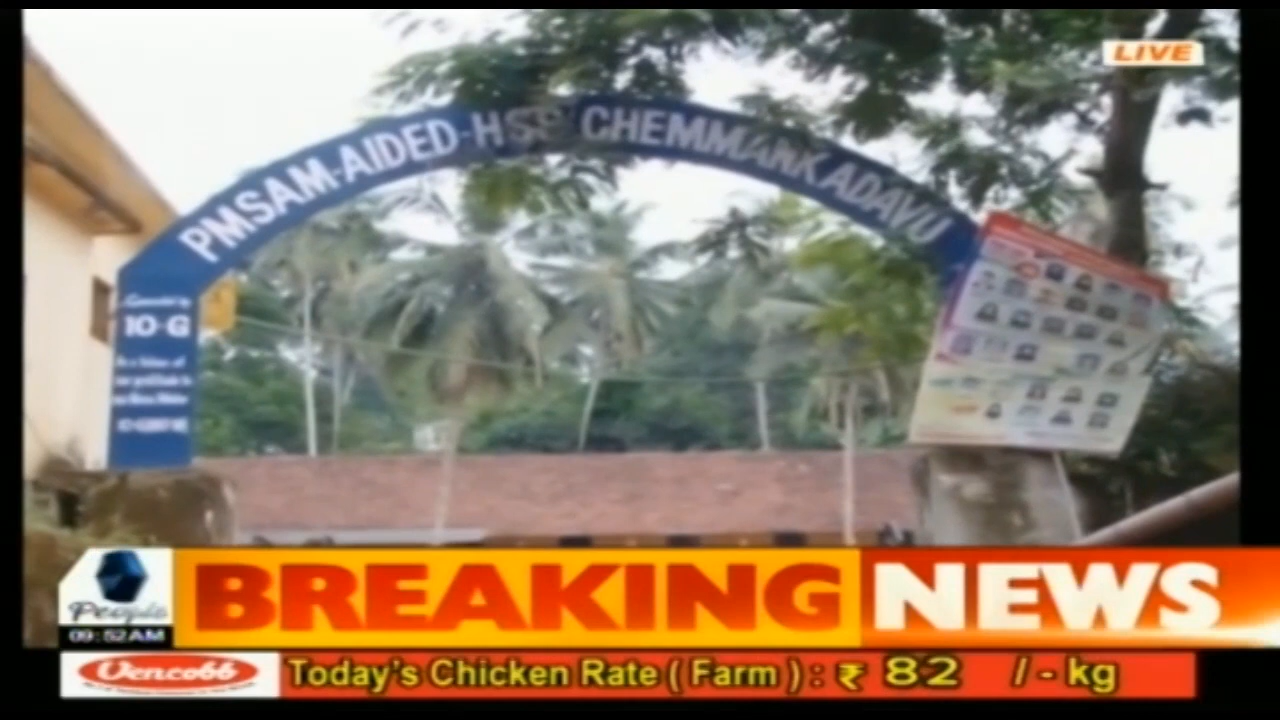 LIVE
PMSAM-AIDED-HSS CHEMMANKADAVU
10-G
People
BREAKING NEWS
09:52AM
Vencobb
Today's Chicken Rate ( Farm ) : ₹ 82 /- kg